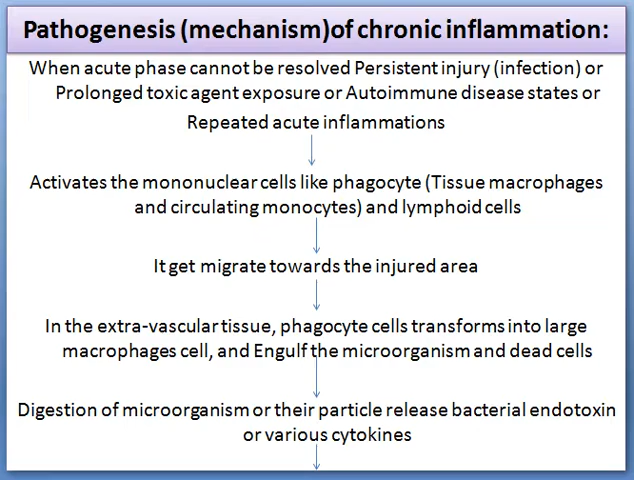 Pathogenesis (mechanism)of chronic inflammation:
When acute phase cannot be resolved Persistent injury (infection) or
Prolonged toxic agent exposure or Autoimmune disease states or
Repeated acute inflammations
Activates the mononuclear cells like phagocyte (Tissue macrophages
and circulating monocytes) and lymphoid cells
It get migrate towards the injured area
In the extra-vascular tissue, phagocyte cells transforms into large
macrophages cell, and Engulf the microorganism and dead cells
Digestion of microorganism or their particle release bacterial endotoxin
or various cytokines